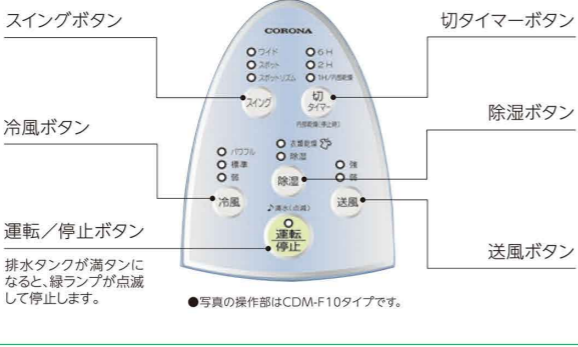 スイングボタン
切タイマーボタン
CORONA
ワイド
スポット
スポットリズム
6H
2H
1H/内部乾燥
スイング
切
タイマー
内部乾燥(停止後)
冷風ボタン
除湿ボタン
パワフル
標準
弱
衣類乾燥
除湿
強
弱
冷風
除湿
送風
♪満水(点滅)
運転
停止
運転／停止ボタン
排水タンクが満タンに
なると、緑ランプが点滅
して停止します。
送風ボタン
●写真の操作部はCDM-F10タイプです。